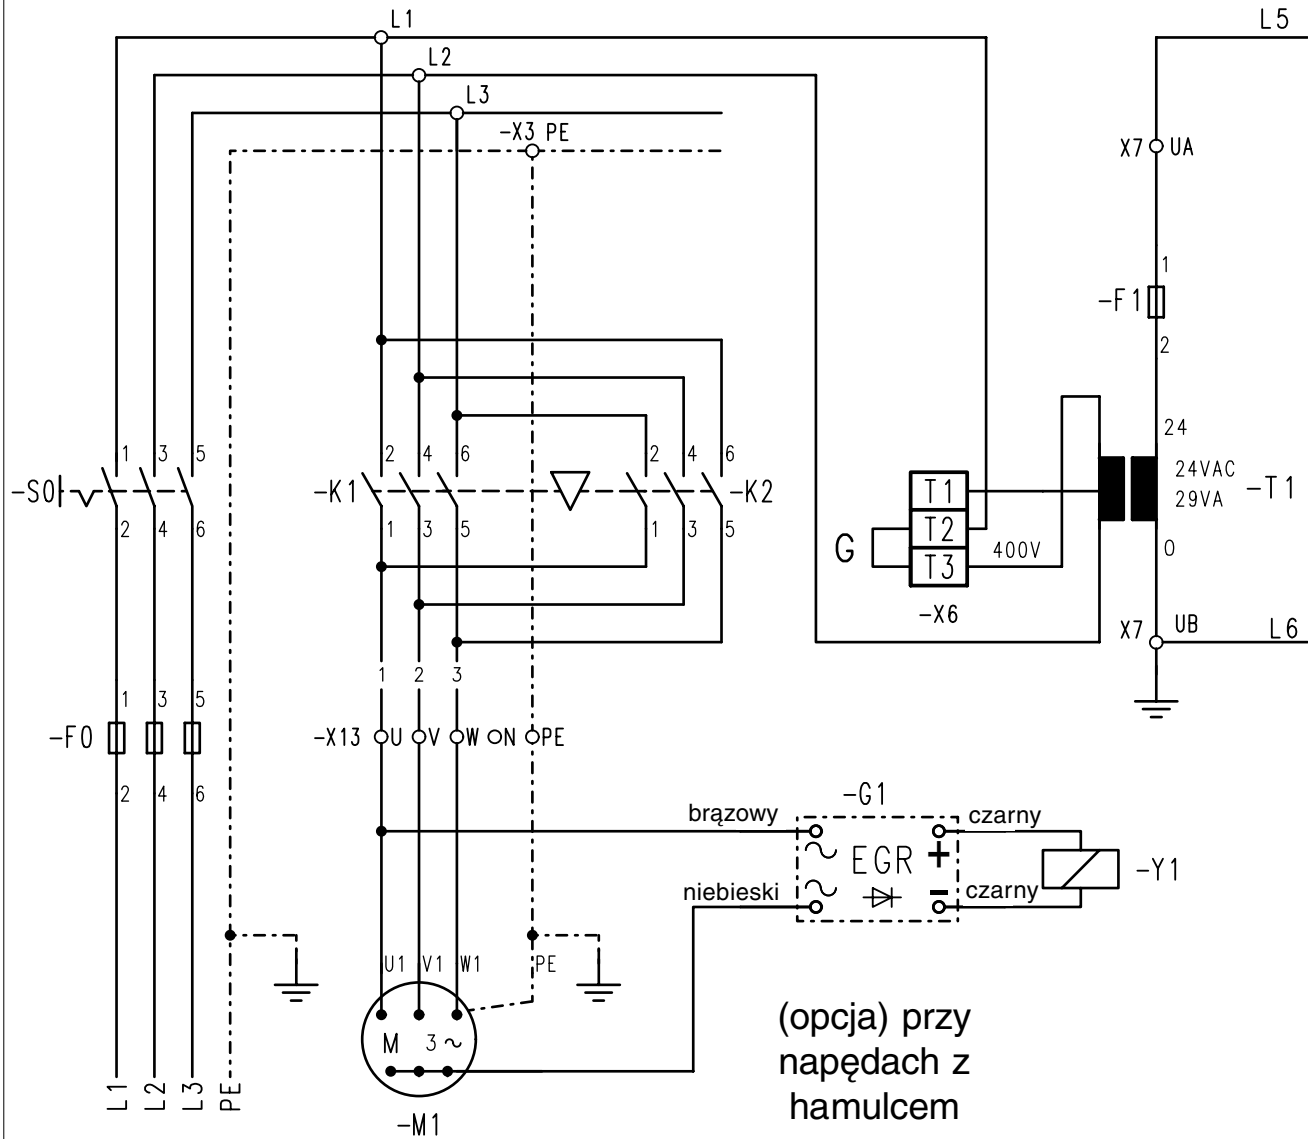 L1
L5
L2
L3
-X3 PE
X7 UA
1
-F1
2
1 3 5
2 4 6
2 4 6
24
-S0
-K1
-K2
T1
24VAC
29VA
-T1
2 4 6
1 3 5
1 3 5
G
T2
400V
0
T3
-X6
X7 UB
L6
1 2 3
1 3 5
-F0
-X13 U V W N PE
2 4 6
-G1
brązowy
czarny
EGR +
-Y1
niebieski
- czarny
U1 V1 W1
PE
M 3 ~
(opcja) przy
napędach z
hamulcem
L1 L2 L3 PE
-M1